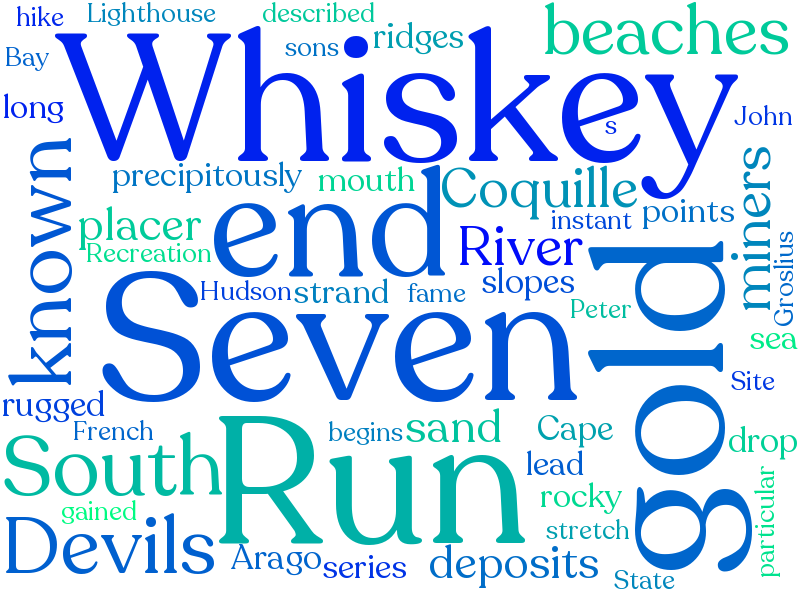 hike
Lighthouse
described
beaches
sons
ridges
Bay
Whiskey
long
s
John
known
precipitously
mouth
Coquille
miners
placer
end
instant
points
Recreation
River
gold
Groslius
Hudson
strand
fame
slopes
Seven
Peter
sea
Site
rugged
French
Run
begins
sand
Cape
drop
South
lead
rocky
particular
gained
stretch
Devils
Arago
series
deposits
State